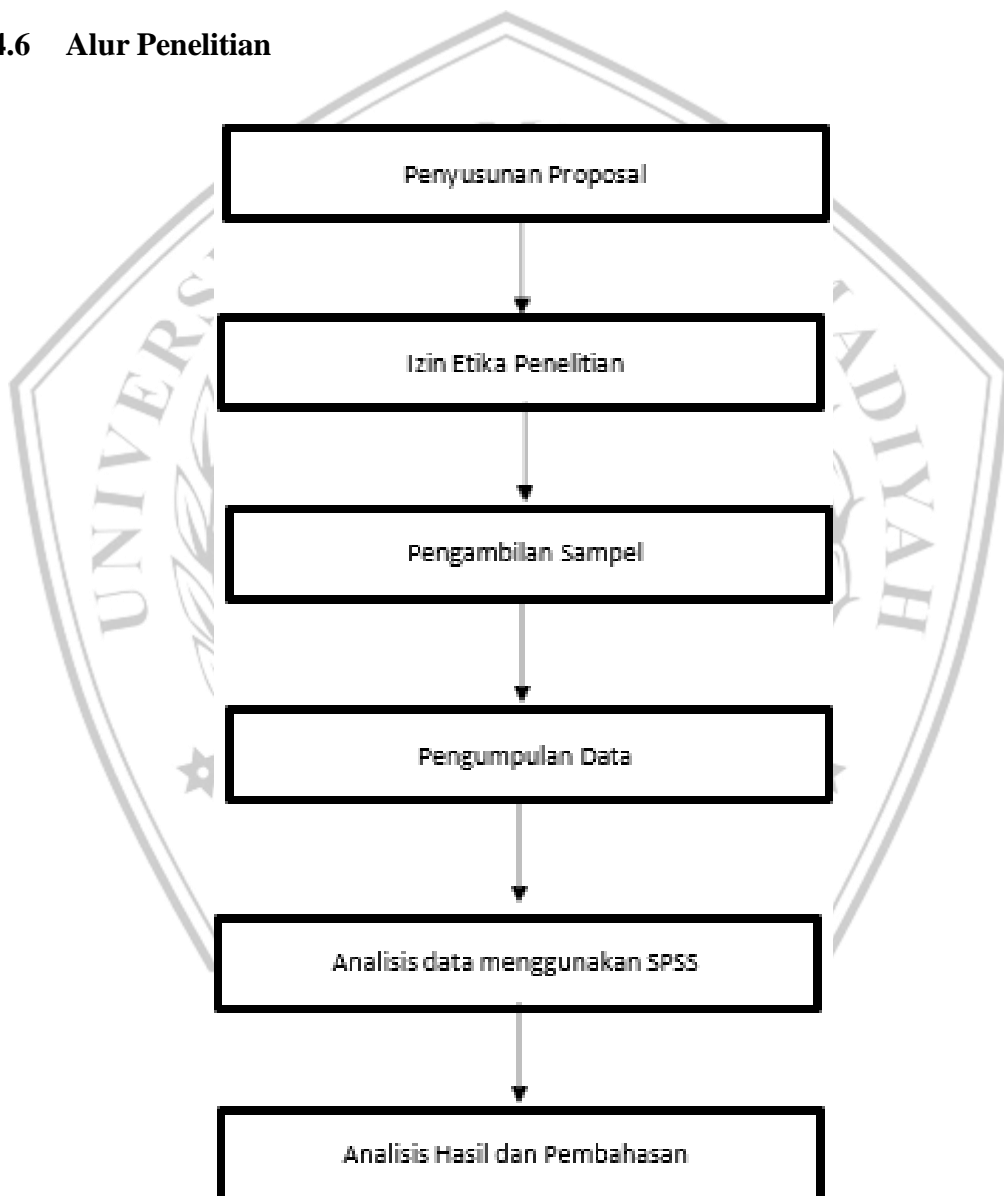 4.6 Alur Penelitian
Penyusunan Proposal
Izin Etika Penelitian
Pengambilan Sampel
Pengumpulan Data
Analisis data menggunakan SPSS
Analisis Hasil dan Pembahasan